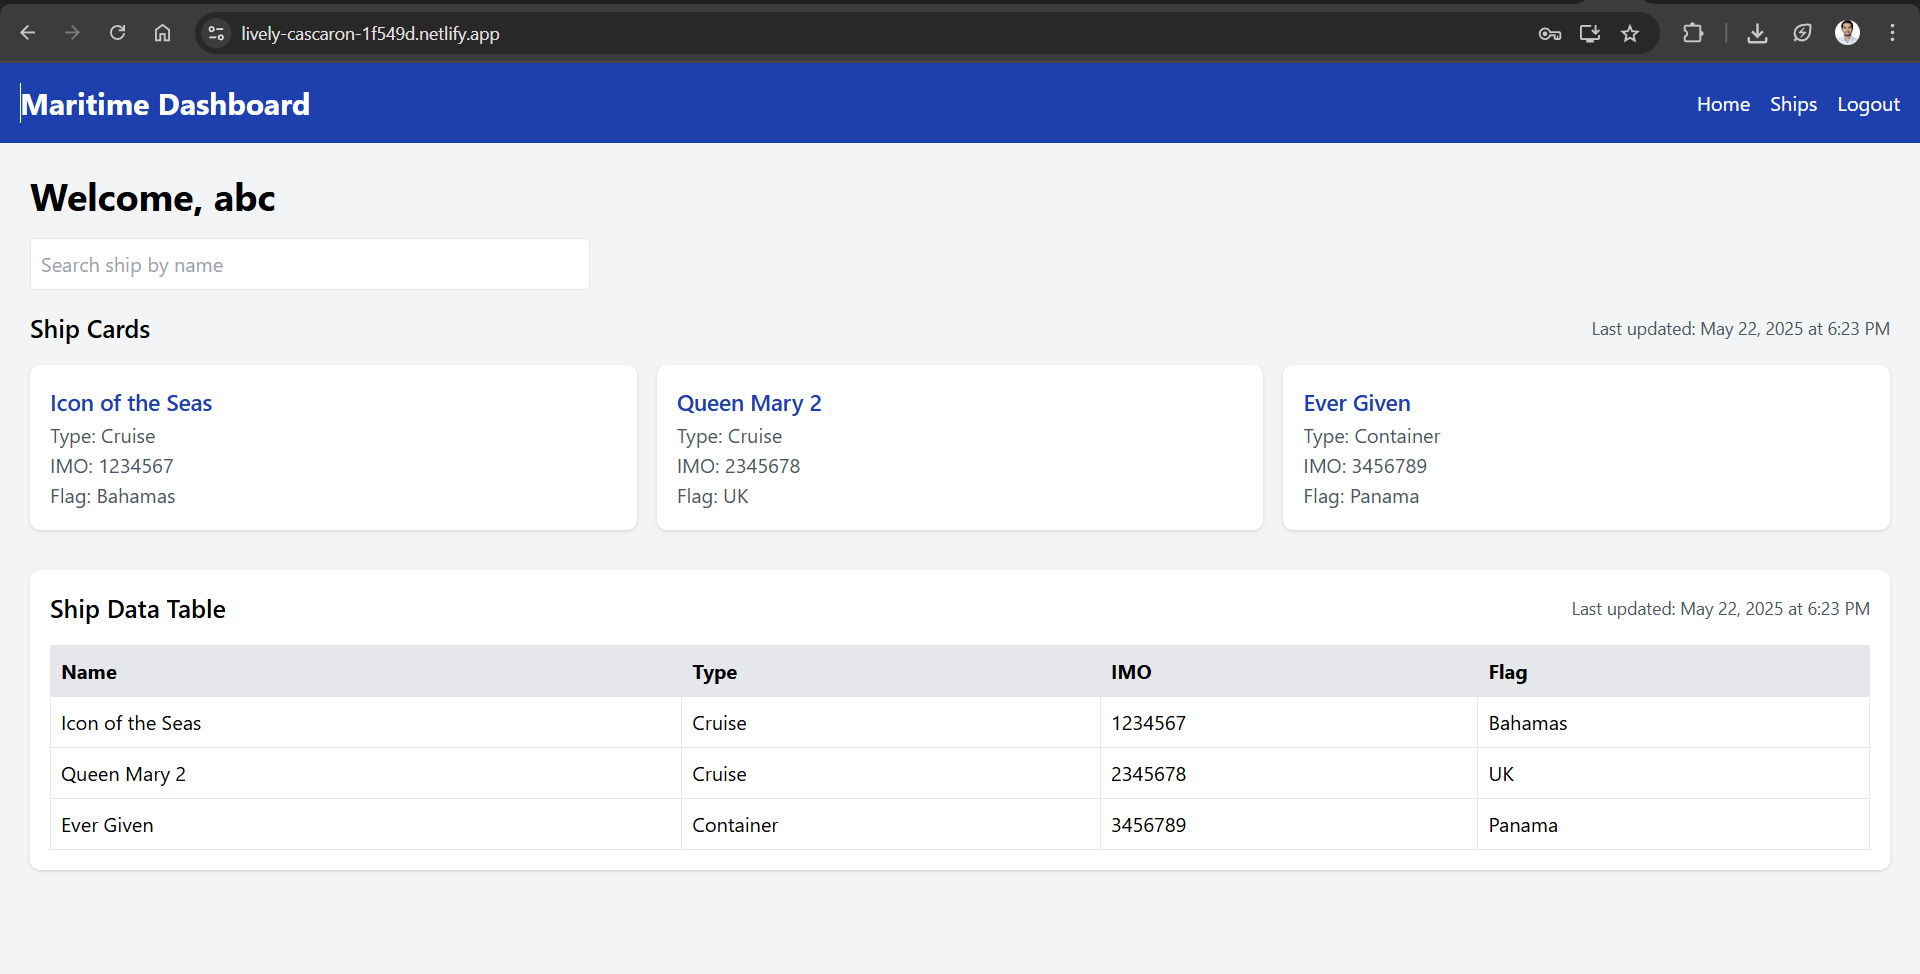 lively-cascaron-1f549d.netlify.app
Maritime Dashboard Home Ships Logout
Welcome, abc
Search ship by name
Ship Cards Last updated: May 22, 2025 at 6:23 PM
Icon of the Seas
Type: Cruise
IMO: 1234567
Flag: Bahamas
Queen Mary 2
Type: Cruise
IMO: 2345678
Flag: UK
Ever Given
Type: Container
IMO: 3456789
Flag: Panama
Ship Data Table Last updated: May 22, 2025 at 6:23 PM
Name Type IMO Flag
Icon of the Seas Cruise 1234567 Bahamas
Queen Mary 2 Cruise 2345678 UK
Ever Given Container 3456789 Panama